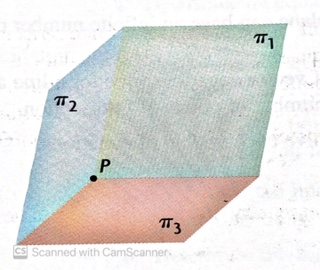 π₁
π₂
P
π₃
CS Scanned with CamScanner